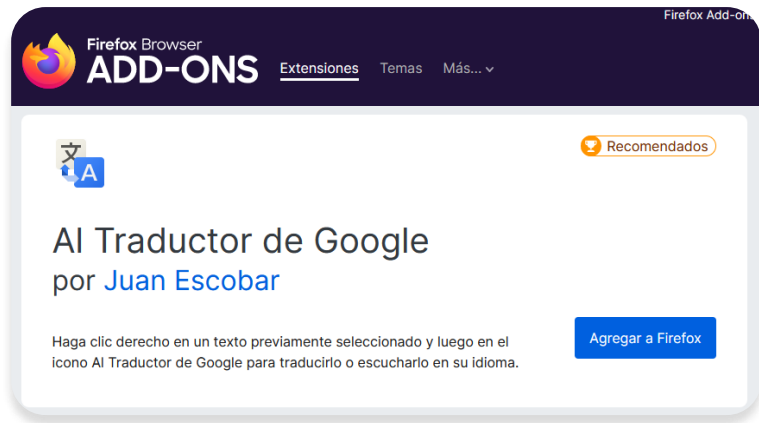 Firefox Add-ons
Firefox Browser
ADD-ONS
Extensiones Temas Más...
文
A
Recomendados
Al Traductor de Google
por Juan Escobar
Haga clic derecho en un texto previamente seleccionado y luego en el
icono Al Traductor de Google para traducirlo o escucharlo en su idioma.
Agregar a Firefox